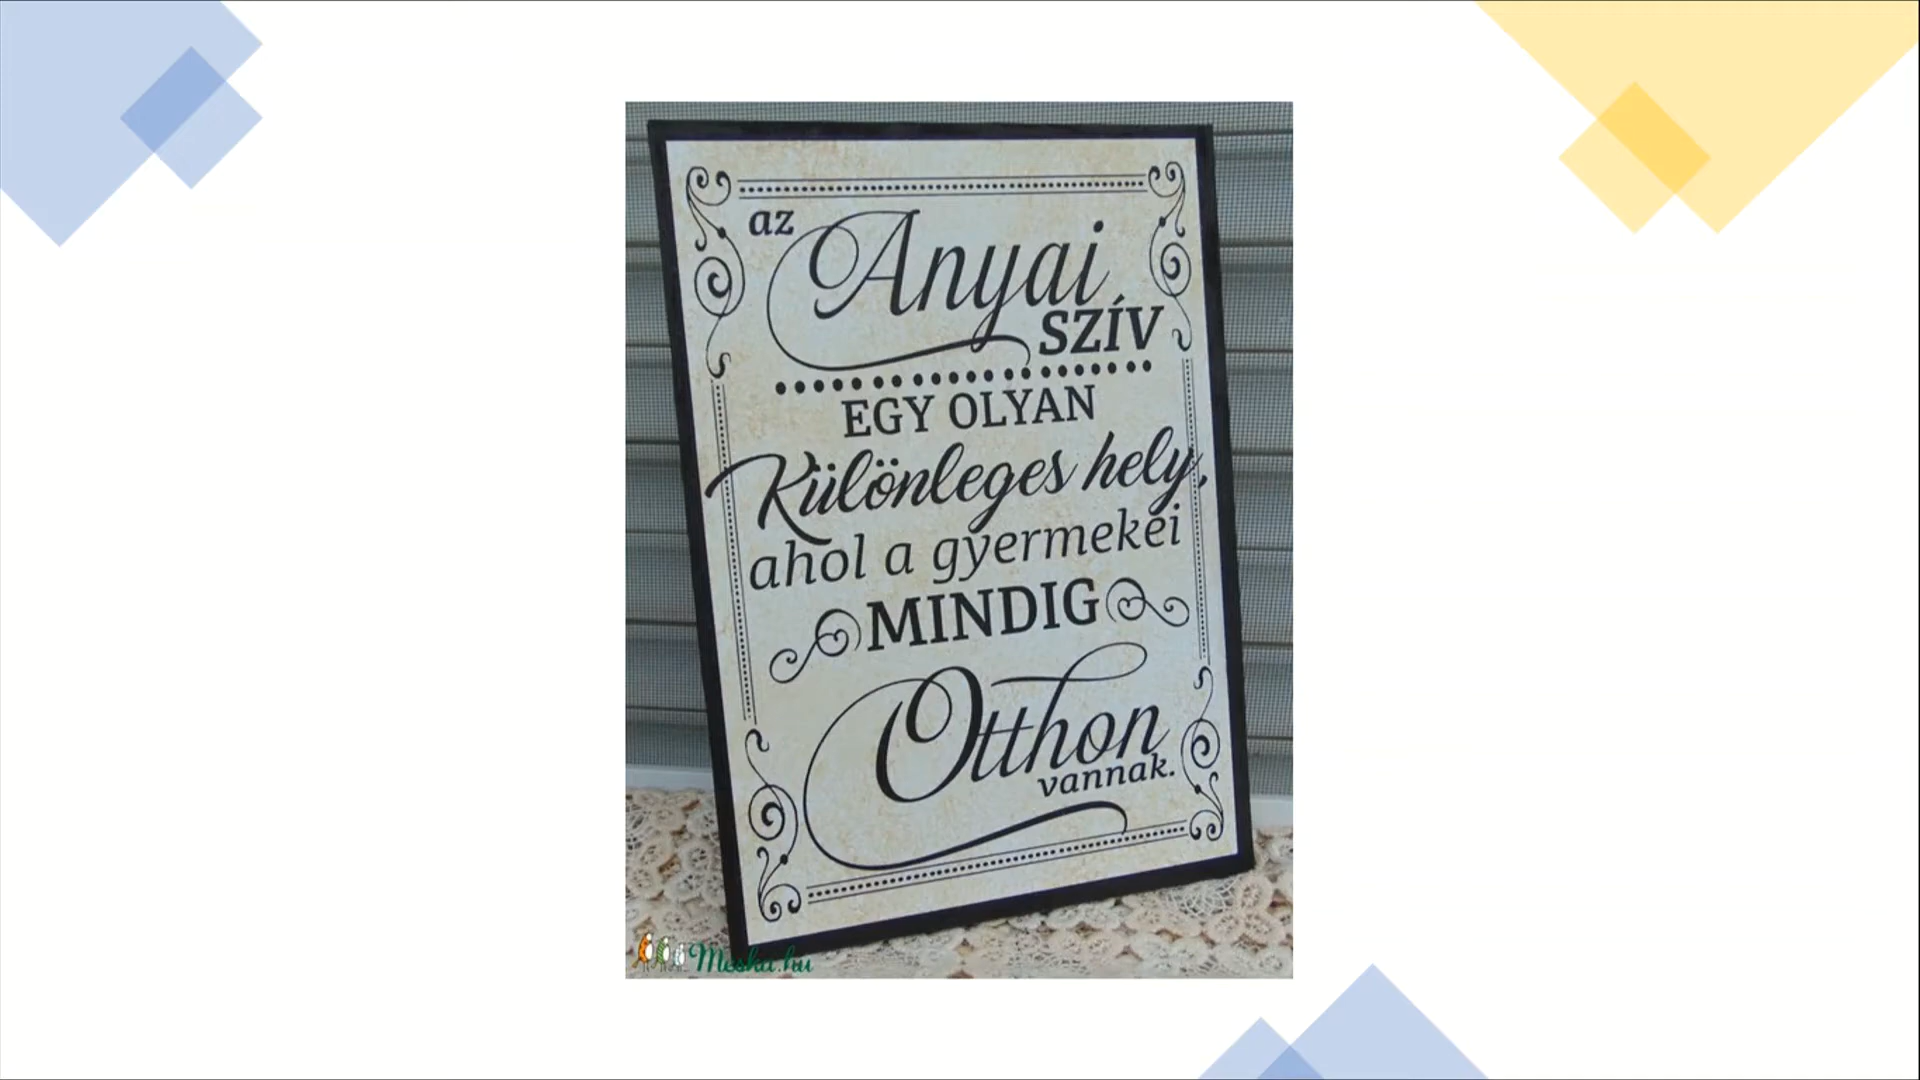 az
Anyai
SZÍV
EGY OLYAN
Különleges hely,
ahol a gyermekei
MINDIG
Otthon
vannak.
Meska.hu